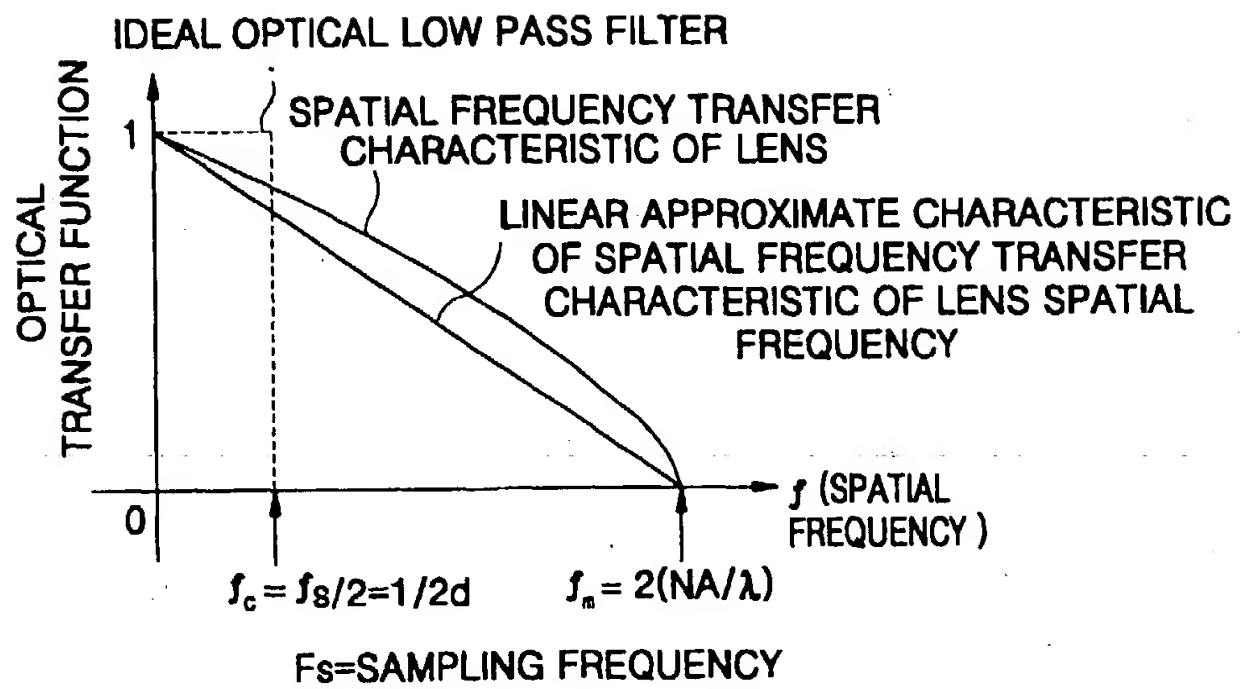 IDEAL OPTICAL LOW PASS FILTER
OPTICAL
TRANSFER FUNCTION
1
SPATIAL FREQUENCY TRANSFER
CHARACTERISTIC OF LENS
LINEAR APPROXIMATE CHARACTERISTIC
OF SPATIAL FREQUENCY TRANSFER
CHARACTERISTIC OF LENS SPATIAL
FREQUENCY
0
f (SPATIAL
FREQUENCY )
fc = fs/2=1/2d
fm = 2(NA/λ)
Fs=SAMPLING FREQUENCY